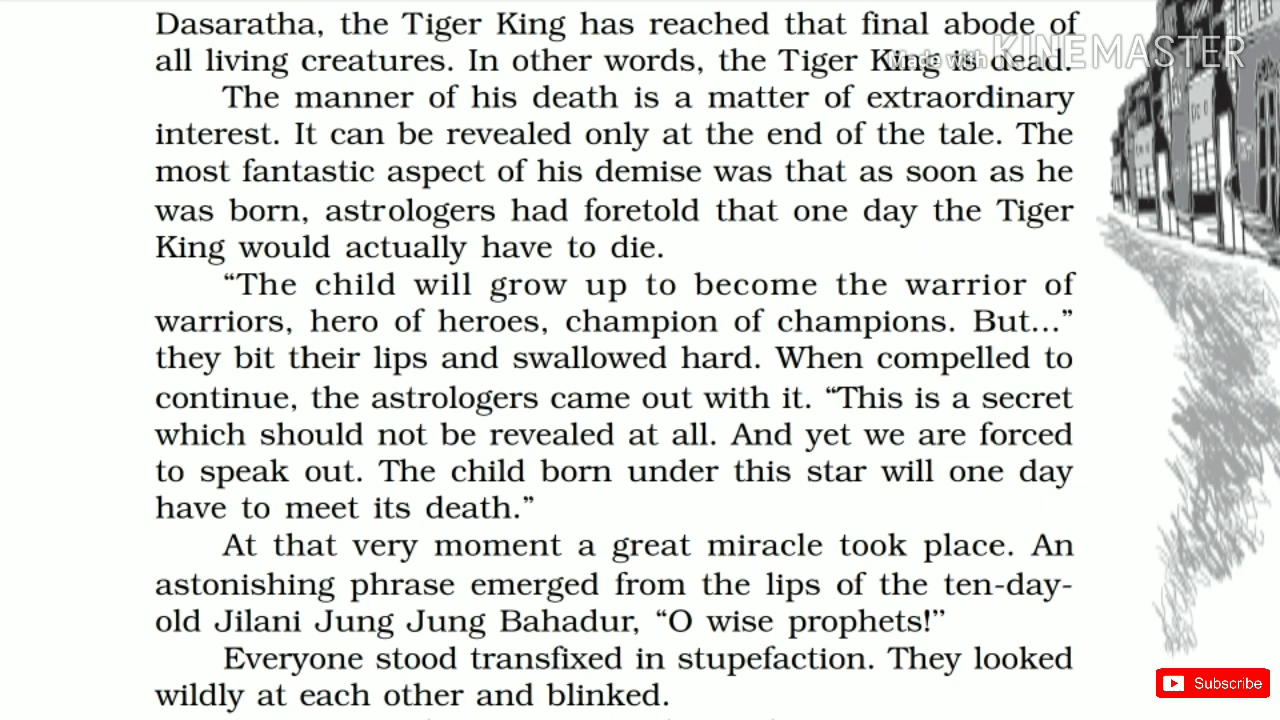 Dasaratha, the Tiger King has reached that final abode of
all living creatures. In other words, the Tiger King is dead.
Made with KINEMASTER
The manner of his death is a matter of extraordinary
interest. It can be revealed only at the end of the tale. The
most fantastic aspect of his demise was that as soon as he
was born, astrologers had foretold that one day the Tiger
King would actually have to die.
“The child will grow up to become the warrior of
warriors, hero of heroes, champion of champions. But...”
they bit their lips and swallowed hard. When compelled to
continue, the astrologers came out with it. “This is a secret
which should not be revealed at all. And yet we are forced
to speak out. The child born under this star will one day
have to meet its death.”
At that very moment a great miracle took place. An
astonishing phrase emerged from the lips of the ten-day-
old Jilani Jung Jung Bahadur, “O wise prophets!”
Everyone stood transfixed in stupefaction. They looked
wildly at each other and blinked.
Subscribe